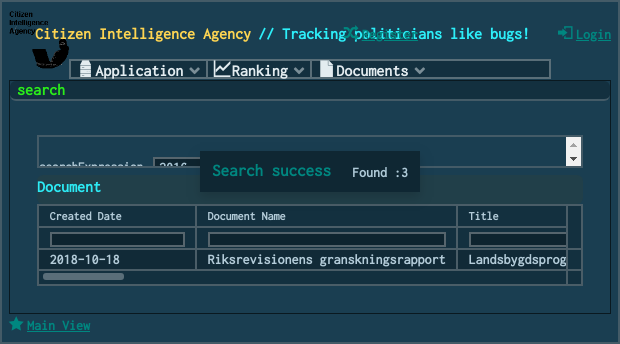 Citizen
Intelligence
Agency
Citizen Intelligence Agency // Tracking politicians like bugs!
Register
Login
Application
Ranking
Documents
search
searchExpression
2016
Search success
Found :3
Document
Created Date
Document Name
Title
2018-10-18
Riksrevisionens granskningsrapport
Landsbygdsprog
Main View